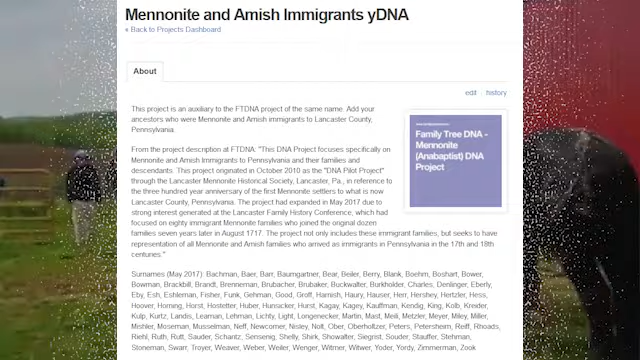 Mennonite and Amish Immigrants yDNA
« Back to Projects Dashboard
About
edit | history
This project is an auxiliary to the FTDNA project of the same name. Add your
ancestors who were Mennonite and Amish immigrants to Lancaster County,
Pennsylvania
Family Tree DNA -
Mennonite
(Anabaptist) DNA
Project
From the project description at FTDNA: "This DNA Project focuses specifically on
Mennonite and Amish Immigrants to Pennsylvania and their families and
descendants. This project originated in October 2010 as the "DNA Pilot Project"
through the Lancaster Mennonite Historical Society, Lancaster, Pa., in reference to
the three hundred year anniversary of the first Mennonite settlers to what is now
Lancaster County, Pennsylvania. The project had expanded in May 2017 due to
strong interest generated at the Lancaster Family History Conference, which had
focused on eighty immigrant Mennonite families who joined the original dozen
families seven years later in August 1717. The project not only includes these immigrant families, but seeks to have
representation of all Mennonite and Amish families who arrived as immigrants in Pennsylvania in the 17th and 18th
centuries."
Surnames (May 2017): Bachman, Baer, Barr, Baumgartner, Bear, Beiler, Berry, Blank, Boehm, Boshart, Bower,
Bowman, Brackbill, Brandt, Brenneman, Brubacher, Brubaker, Buckwalter, Burkholder, Charles, Denlinger, Eberly,
Eby, Esh, Eshleman, Fisher, Funk, Gehman, Good, Groff, Harnish, Haury, Hauser, Herr, Hershey, Hertzler, Hess,
Hoover, Horning, Horst, Hostetler, Huber, Hunsucker, Hurst, Kagay, Kagey, Kauffman, Kendig, King, Kolb, Kreider,
Kulp, Kurtz, Landis, Leaman, Lehman, Lichty, Light, Longenecker, Martin, Mast, Meili, Metzler, Meyer, Miley, Miller,
Mishler, Moseman, Musselman, Neff, Newcomer, Nisley, Nolt, Ober, Oberholtzer, Peters, Petersheim, Reiff, Rhoads,
Riehl, Ruth, Rutt, Sauder, Schantz, Sensenig, Shelly, Shirk, Showalter, Siegrist, Souder, Stauffer, Stehman,
Stoneman, Swarr, Troyer, Weaver, Weber, Weiler, Wenger, Witmer, Witwer, Yoder, Yordy, Zimmerman, Zook